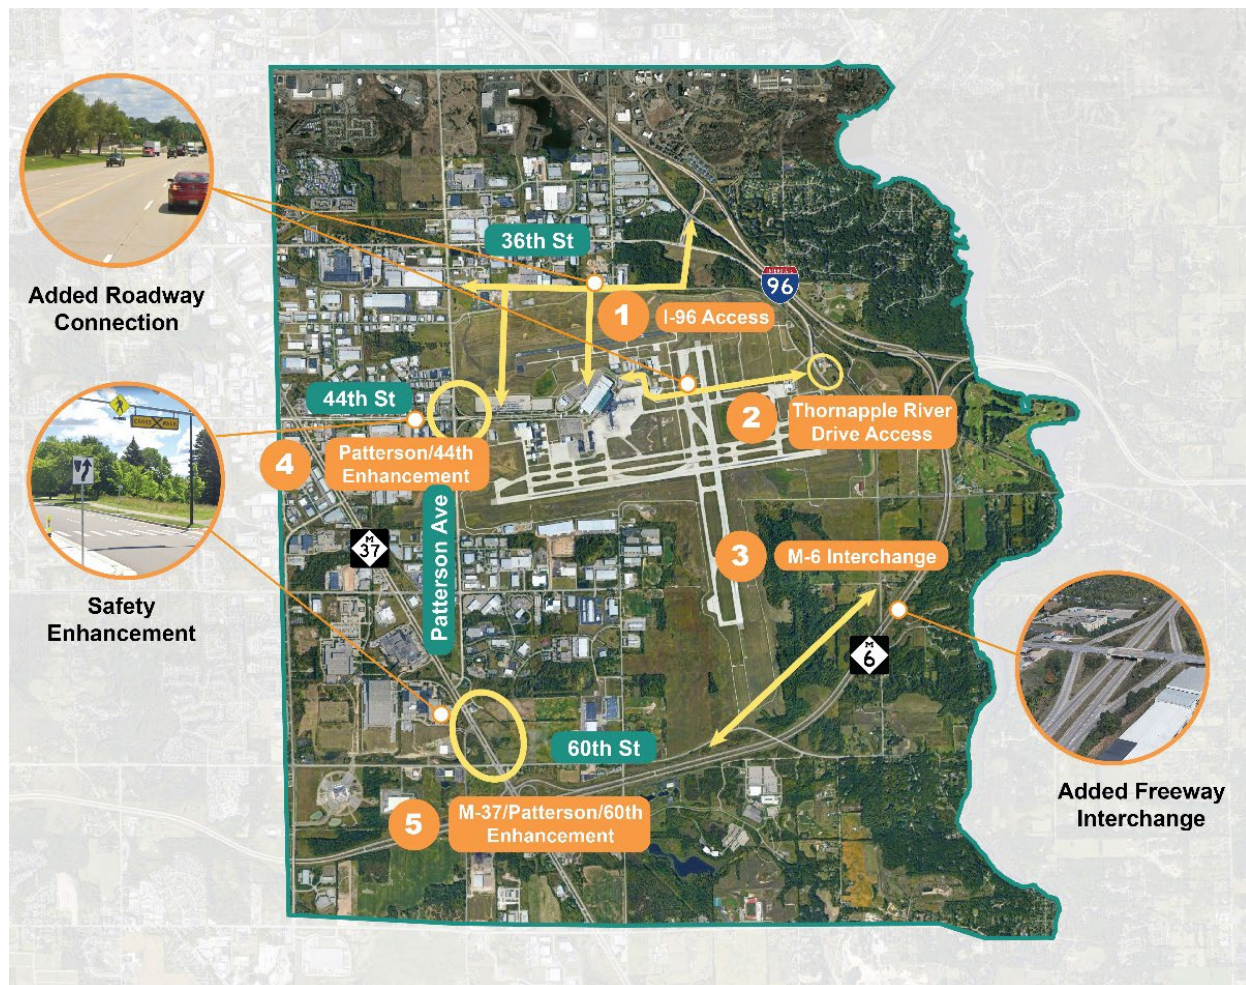 Added Roadway
Connection
36th St
INTERSTATE
96
1
I-96 Access
44th St
2
Thornapple River
Drive Access
4
Patterson/44th
Enhancement
Safety
Enhancement
M
37
Patterson Ave
3
M-6 Interchange
M
6
60th St
5
M-37/Patterson/60th
Enhancement
Added Freeway
Interchange